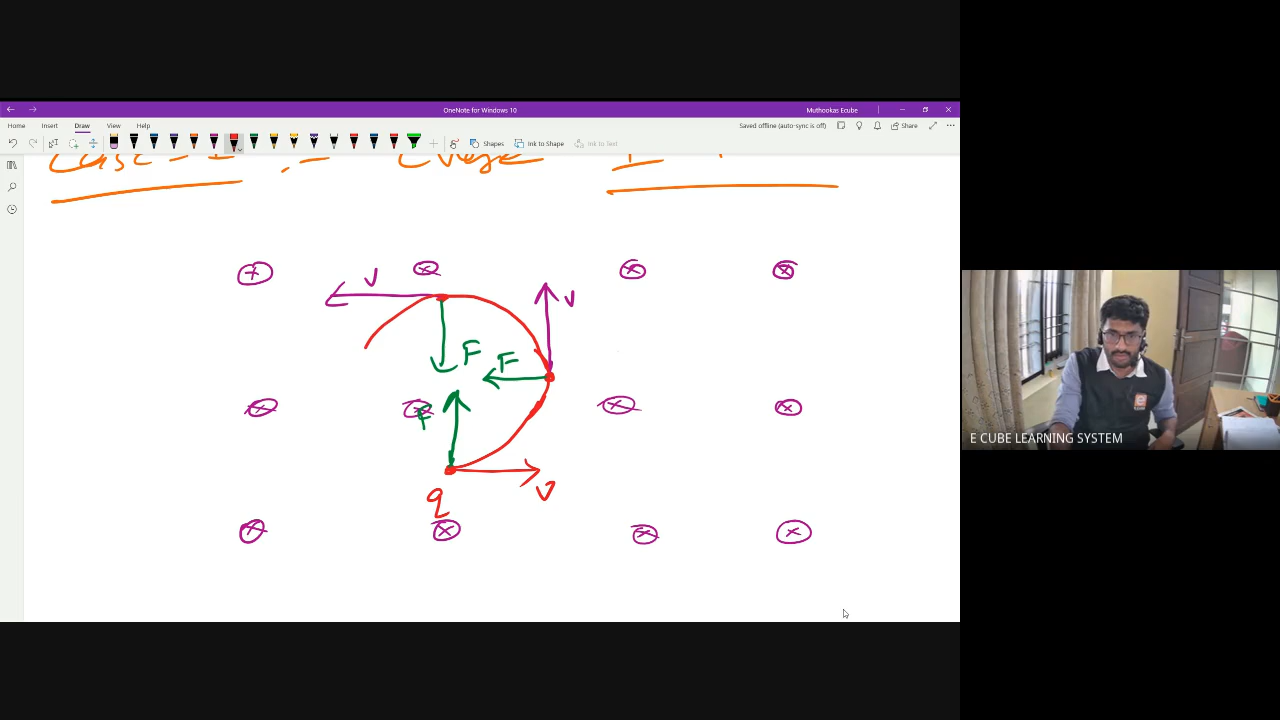 OneNote for Windows 10
Muthookas Ecube
Home Insert Draw View Help
Saved offline (auto-sync is off) Share
Shapes Ink to Shape Ink to Text
V
V
F
F
F
V
q
E CUBE LEARNING SYSTEM